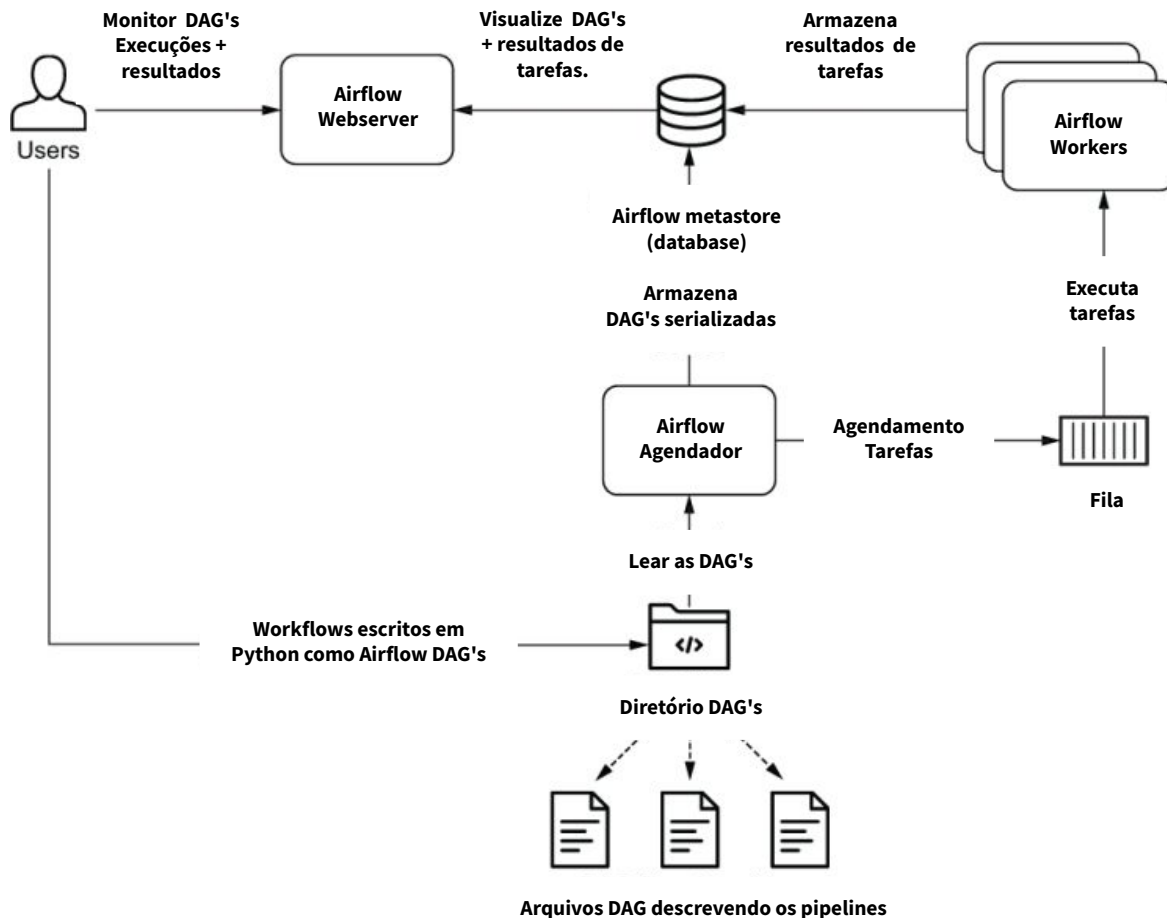 Monitor DAG's
Execuções +
resultados
Visualize DAG's
+ resultados de
tarefas.
Armazena
resultados de
tarefas
Users
Airflow
Webserver
Airflow
Workers
Airflow metastore
(database)
Armazena
DAG's serializadas
Executa
tarefas
Airflow
Agendador
Agendamento
Tarefas
Fila
Lear as DAG's
Workflows escritos em
Python como Airflow DAG's
</>
Diretório DAG's
Arquivos DAG descrevendo os pipelines